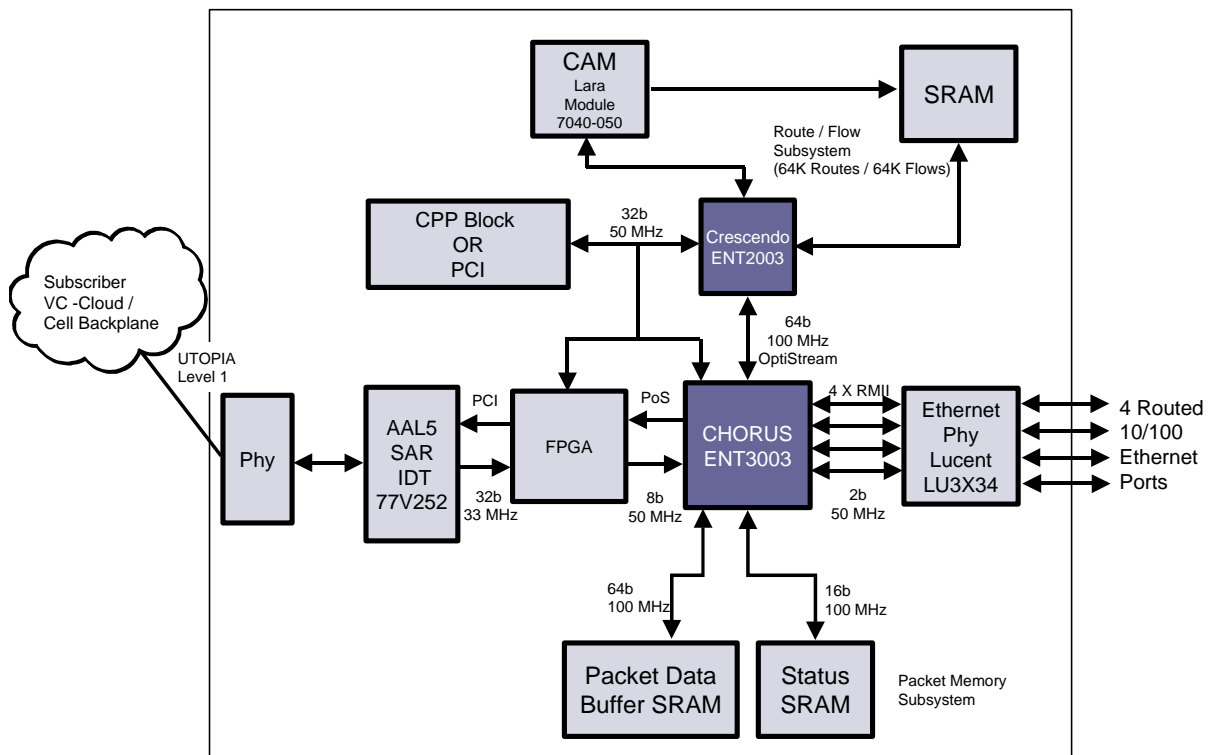 CAM
Lara
Module
7040-050
SRAM
Route / Flow
Subsystem
(64K Routes / 64K Flows)
CPP Block
OR
PCI
32b
50 MHz
Crescendo
ENT2003
Subscriber
VC -Cloud /
Cell Backplane
64b
100 MHz
OptiStream
UTOPIA
Level 1
Phy
AAL5
SAR
IDT
77V252
PCI
32b
33 MHz
FPGA
PoS
8b
50 MHz
CHORUS
ENT3003
4 X RMII
2b
50 MHz
Ethernet
Phy
Lucent
LU3X34
4 Routed
10/100
Ethernet
Ports
64b
100 MHz
16b
100 MHz
Packet Data
Buffer SRAM
Status
SRAM
Packet Memory
Subsystem